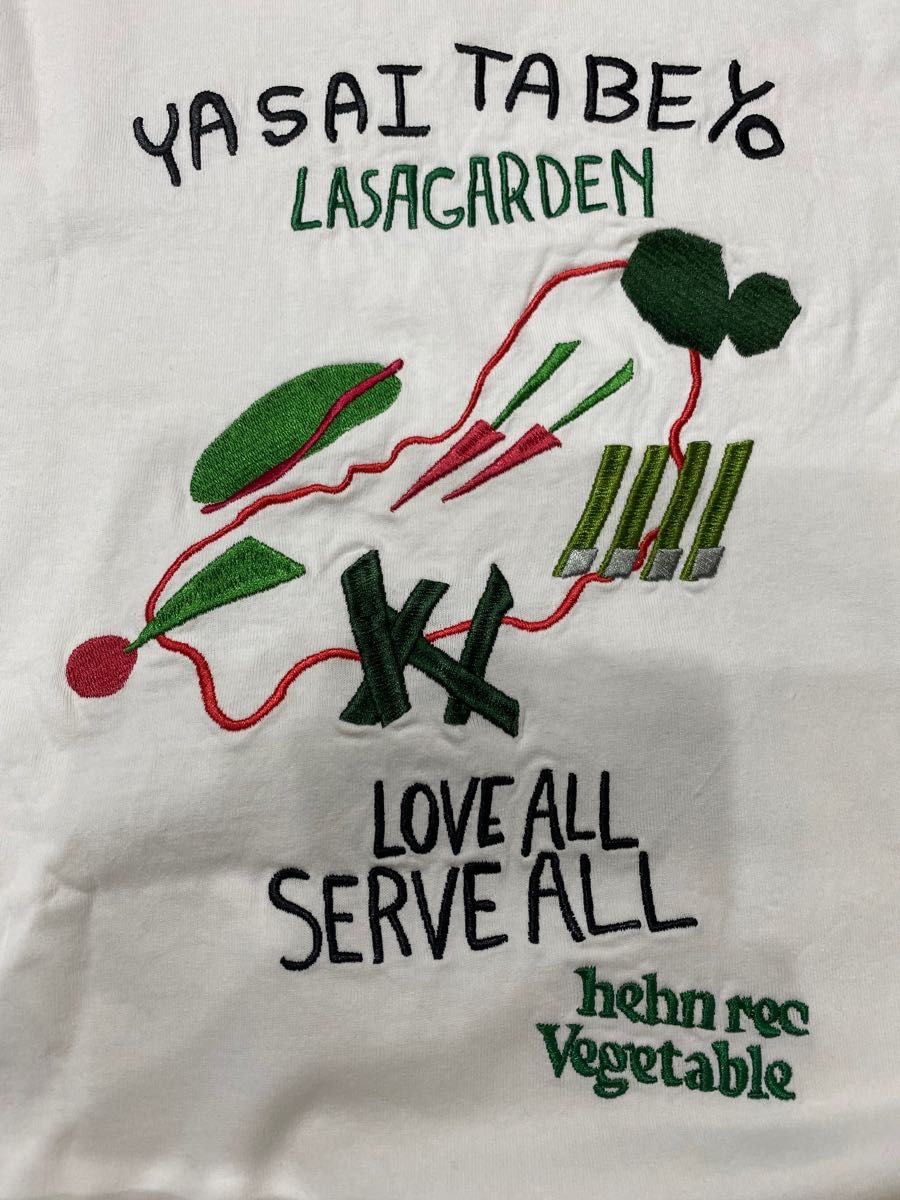 YASAI TABEYo
LASAGARDEN
LOVE ALL
SERVE ALL
hehn rec
Vegetable